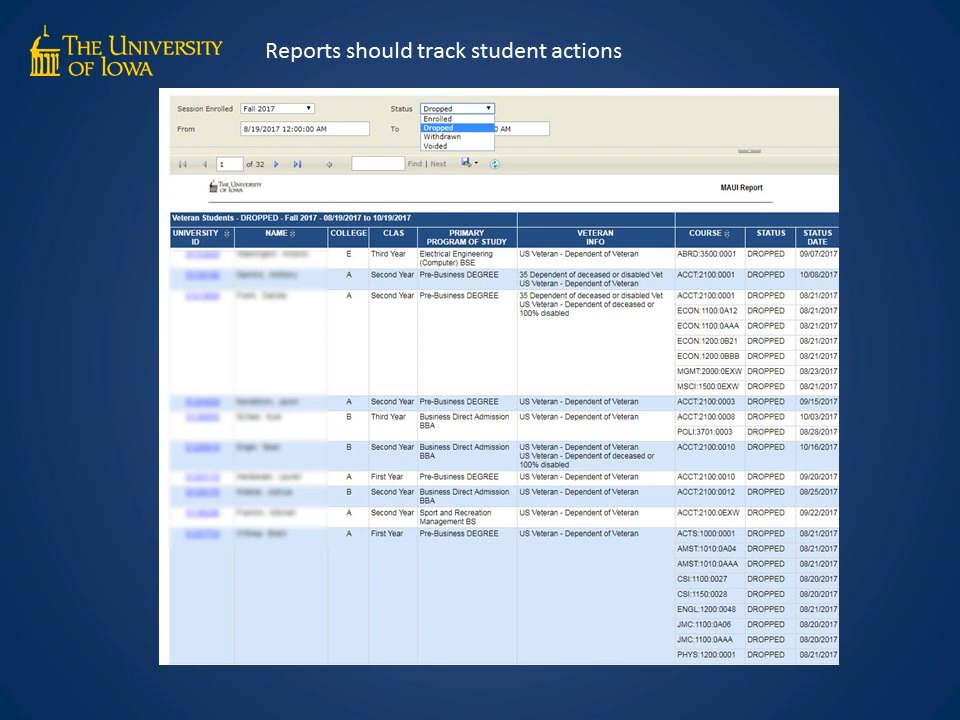 THE UNIVERSITY
OF IOWA
Reports should track student actions
Session Enrolled Fall 2017 Status Dropped
Enrolled
Dropped
Withdrawn
Voided
From 8/19/2017 12:00:00 AM To 0 AM
1 of 32 Find | Next
THE UNIVERSITY
OF IOWA
MAUI Report
Veteran Students - DROPPED - Fall 2017 - 08/19/2017 to 10/19/2017
UNIVERSITY ID NAME COLLEGE CLAS PRIMARY PROGRAM OF STUDY VETERAN INFO COURSE STATUS STATUS DATE
E Third Year Electrical Engineering US Veteran - Dependent of Veteran ABRD:3500:0001 DROPPED 09/07/2017
(Computer) BSE
A Second Year Pre-Business DEGREE 35 Dependent of deceased or disabled Vet ACCT:2100:0001 DROPPED 10/08/2017
US Veteran - Dependent of Veteran
A Second Year Pre-Business DEGREE 35 Dependent of deceased or disabled Vet ACCT:2100:0001 DROPPED 08/21/2017
US Veteran - Dependent of deceased or
100% disabled
ECON:1100:0A12 DROPPED 08/21/2017
ECON:1100:0AAA DROPPED 08/21/2017
ECON:1200:0B21 DROPPED 08/21/2017
ECON:1200:0BBB DROPPED 08/21/2017
MGMT:2000:0EXW DROPPED 08/23/2017
MSCI:1500:0EXW DROPPED 08/21/2017
A Second Year Pre-Business DEGREE US Veteran - Dependent of Veteran ACCT:2100:0003 DROPPED 09/15/2017
B Third Year Business Direct Admission US Veteran - Dependent of Veteran ACCT:2100:0008 DROPPED 10/03/2017
BBA
POLI:3701:0003 DROPPED 08/28/2017
B Second Year Business Direct Admission US Veteran - Dependent of Veteran ACCT:2100:0010 DROPPED 10/16/2017
BBA US Veteran - Dependent of deceased or
100% disabled
A First Year Pre-Business DEGREE US Veteran - Dependent of Veteran ACCT:2100:0010 DROPPED 09/20/2017
B Second Year Business Direct Admission US Veteran - Dependent of Veteran ACCT:2100:0012 DROPPED 08/25/2017
BBA
A Second Year Sport and Recreation US Veteran - Dependent of Veteran ACCT:2100:0EXW DROPPED 09/22/2017
Management BS
A First Year Pre-Business DEGREE US Veteran - Dependent of Veteran ACTS:1000:0001 DROPPED 08/21/2017
AMST:1010:0A04 DROPPED 08/21/2017
AMST:1010:0AAA DROPPED 08/21/2017
CSI:1100:0027 DROPPED 08/20/2017
CSI:1150:0028 DROPPED 08/20/2017
ENGL:1200:0048 DROPPED 08/21/2017
JMC:1100:0A06 DROPPED 08/20/2017
JMC:1100:0AAA DROPPED 08/20/2017
PHYS:1200:0001 DROPPED 08/21/2017